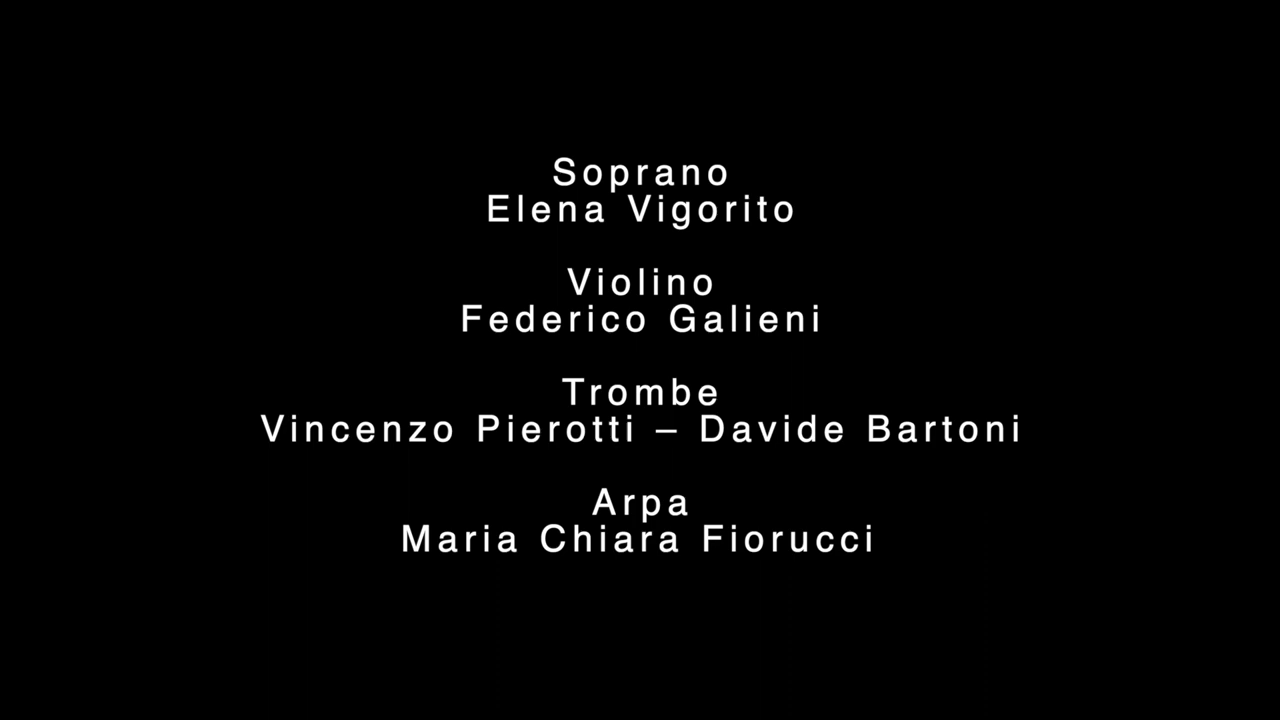 Soprano
Elena Vigorito
Violino
Federico Galieni
Trombe
Vincenzo Pierotti – Davide Bartoni
Arpa
Maria Chiara Fiorucci